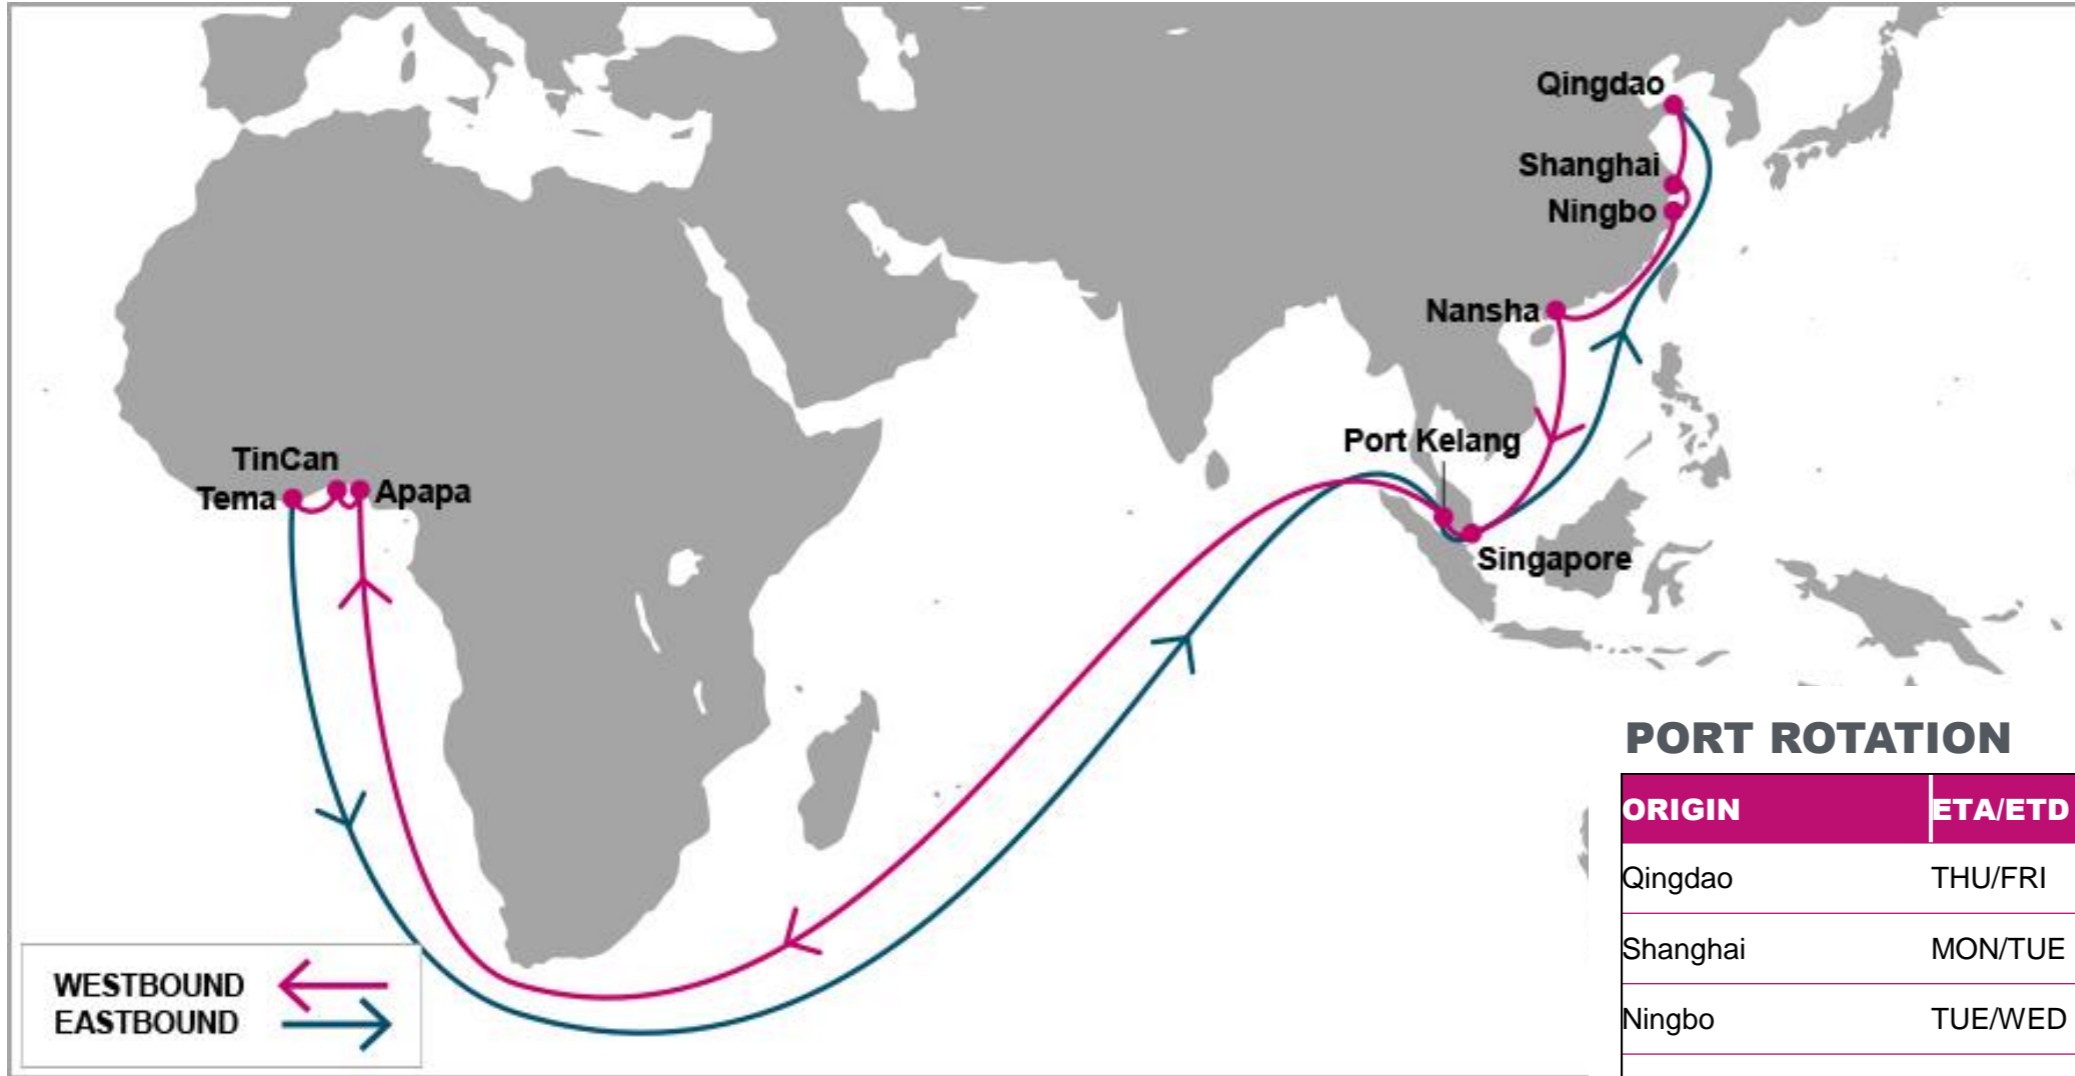 Qingdao
Shanghai
Ningbo
Nansha
Port Kelang
TinCan
Tema
Apapa
Singapore
PORT ROTATION
ORIGIN ETA/ETD
Qingdao THU/FRI
Shanghai MON/TUE
Ningbo TUE/WED
WESTBOUND
EASTBOUND